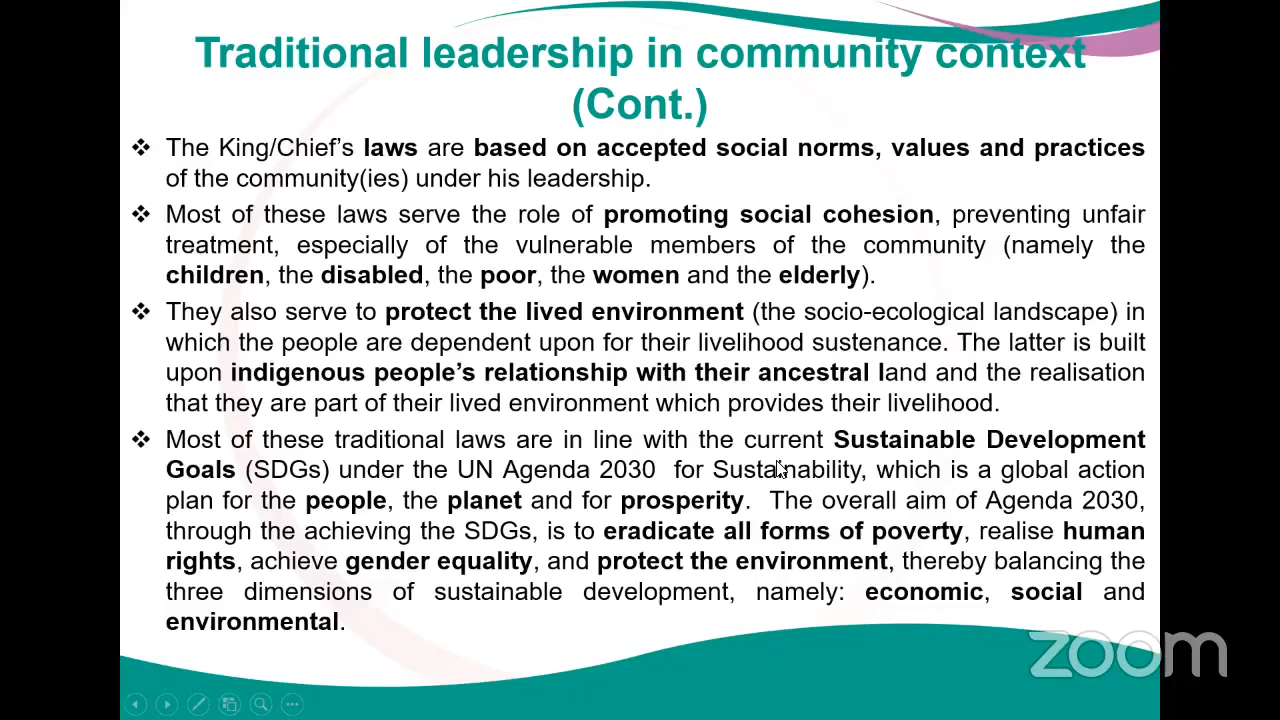 Traditional leadership in community context
(Cont.)
❖ The King/Chief's laws are based on accepted social norms, values and practices
of the community(ies) under his leadership.
❖ Most of these laws serve the role of promoting social cohesion, preventing unfair
treatment, especially of the vulnerable members of the community (namely the
children, the disabled, the poor, the women and the elderly).
❖ They also serve to protect the lived environment (the socio-ecological landscape) in
which the people are dependent upon for their livelihood sustenance. The latter is built
upon indigenous people's relationship with their ancestral land and the realisation
that they are part of their lived environment which provides their livelihood.
❖ Most of these traditional laws are in line with the current Sustainable Development
Goals (SDGs) under the UN Agenda 2030 for Sustainability, which is a global action
plan for the people, the planet and for prosperity. The overall aim of Agenda 2030,
through the achieving the SDGs, is to eradicate all forms of poverty, realise human
rights, achieve gender equality, and protect the environment, thereby balancing the
three dimensions of sustainable development, namely: economic, social and
environmental.
zoom